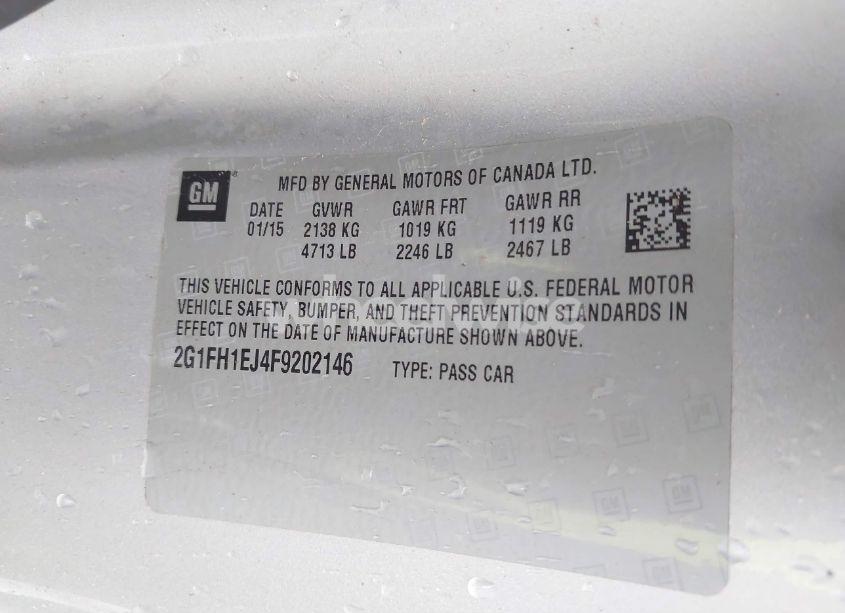 GM
MFD BY GENERAL MOTORS OF CANADA LTD.
DATE GVWR GAWR FRT GAWR RR
01/15 2138 KG 1019 KG 1119 KG
4713 LB 2246 LB 2467 LB
THIS VEHICLE CONFORMS TO ALL APPLICABLE U.S. FEDERAL MOTOR
VEHICLE SAFETY, BUMPER, AND THEFT PREVENTION STANDARDS IN
EFFECT ON THE DATE OF MANUFACTURE SHOWN ABOVE.
2G1FH1EJ4F9202146 TYPE: PASS CAR